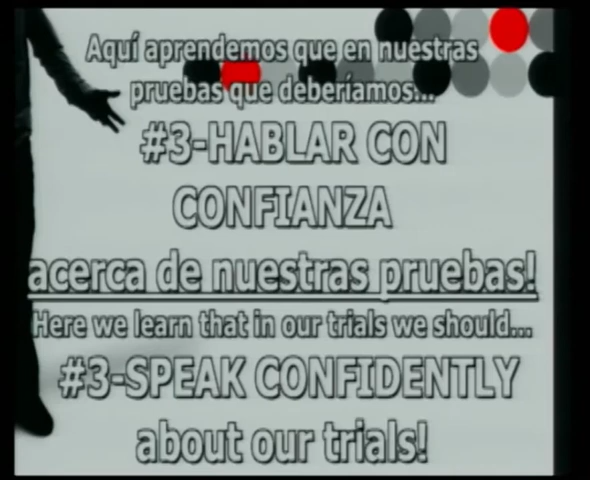 Aquí aprendemos que en nuestras
pruebas que deberíamos...
#3-HABLAR CON
CONFIANZA
acerca de nuestras pruebas!
Here we learn that in our trials we should...
#3-SPEAK CONFIDENTLY
about our trials!